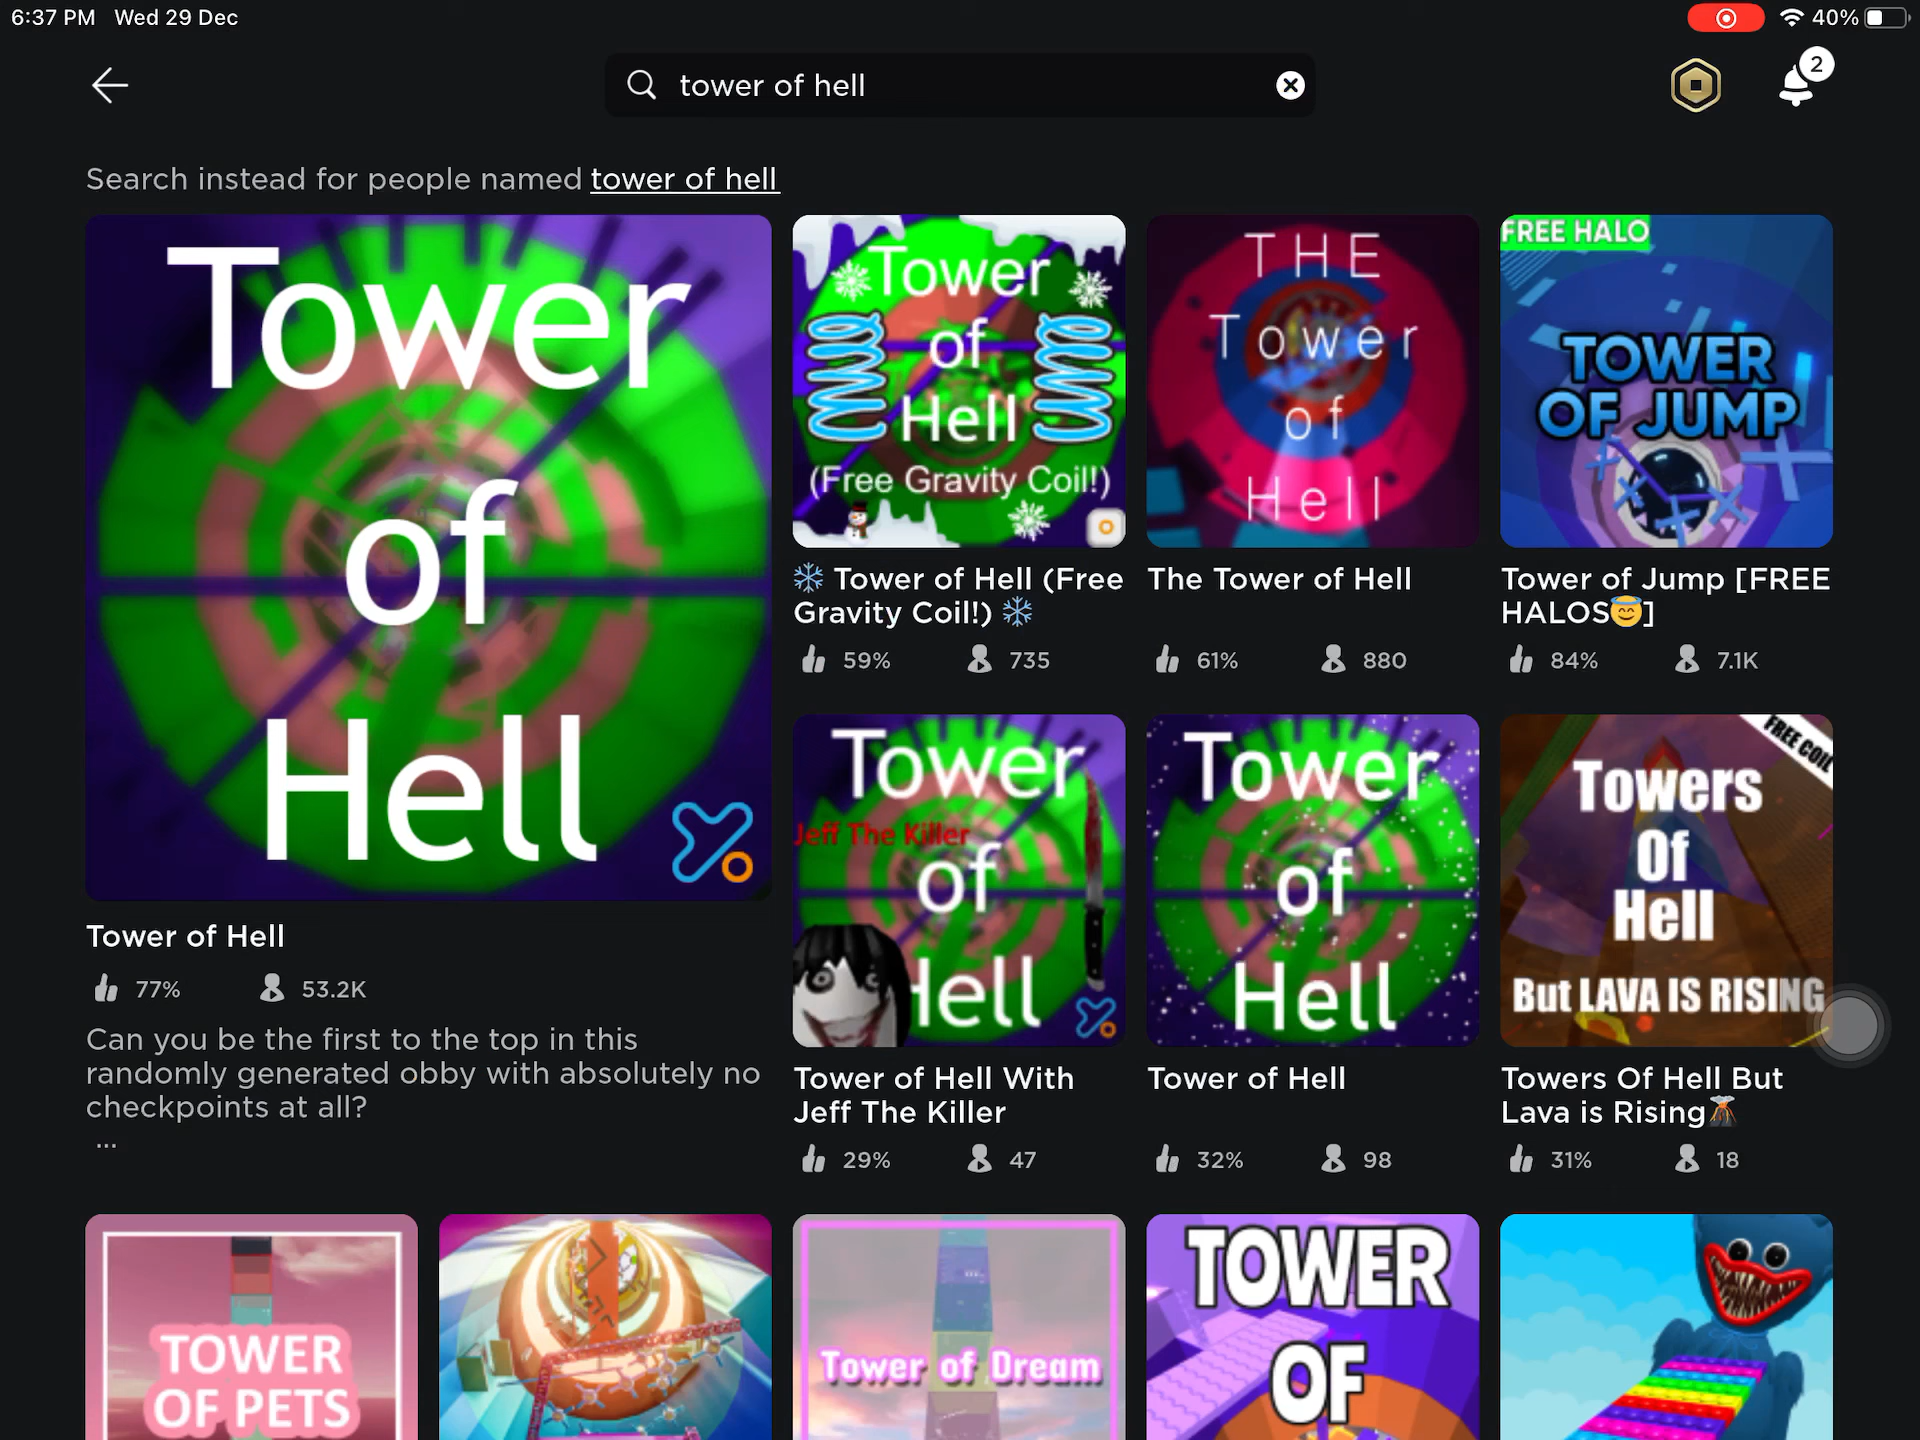 6:37 PM Wed 29 Dec
40%
tower of hell
2
Search instead for people named tower of hell
Tower
of
Hell
Tower of Hell
77% 53.2K
Can you be the first to the top in this
randomly generated obby with absolutely no
checkpoints at all?
...
Tower
of
Hell
(Free Gravity Coil!)
❄️ Tower of Hell (Free
Gravity Coil!) ❄️
59% 735
THE
Tower
of
Hell
The Tower of Hell
61% 880
FREE HALO
TOWER
OF JUMP
Tower of Jump [FREE
HALOS😇]
84% 7.1K
Tower
Jeff The Killer
of
Hell
Tower of Hell With
Jeff The Killer
29% 47
Tower
of
Hell
Tower of Hell
32% 98
FREE COIL
Towers
Of
Hell
But LAVA IS RISING
Towers Of Hell But
Lava is Rising🌋
31% 18
TOWER
OF PETS
Tower of Dream
TOWER
OF